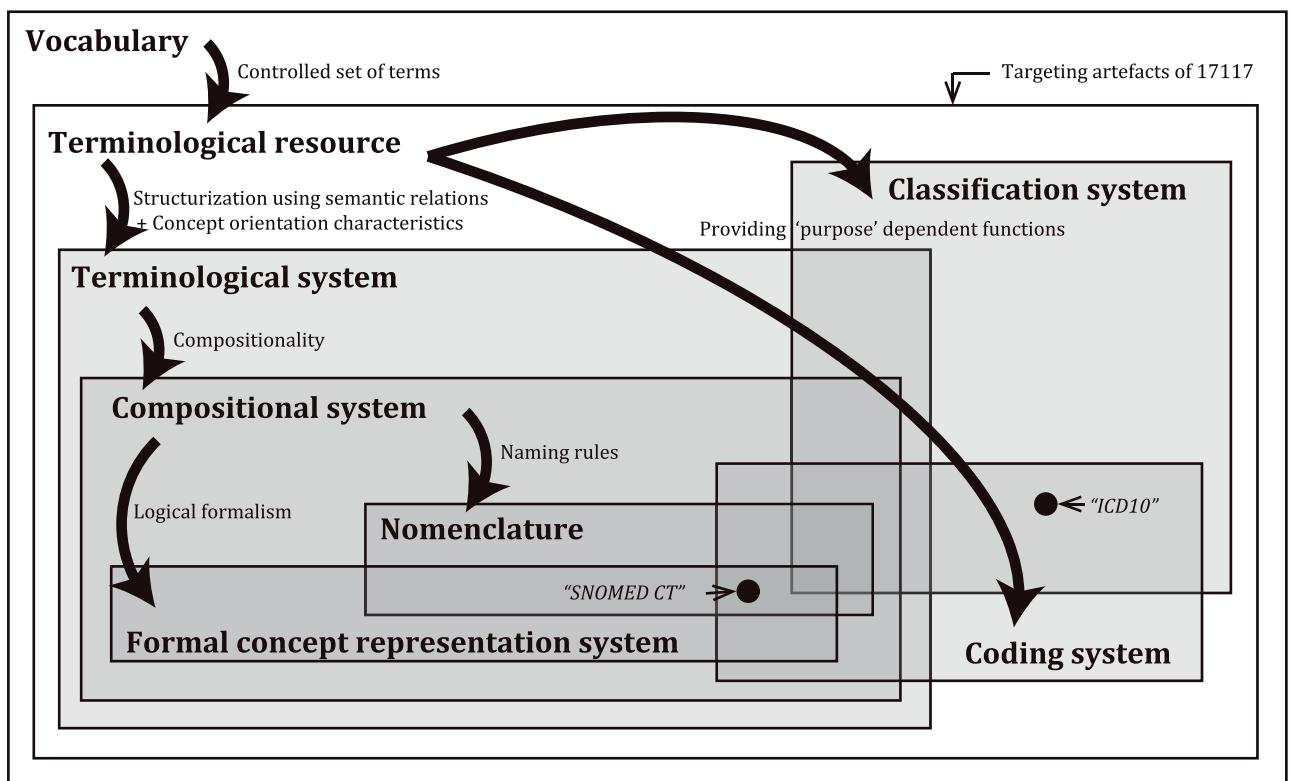 Vocabulary
Controlled set of terms
Targeting artefacts of 17117
Terminological resource
Structurization using semantic relations
+ Concept orientation characteristics
Classification system
Providing ‘purpose’ dependent functions
Terminological system
Compositionality
Compositional system
Naming rules
Logical formalism
“ICD10”
Nomenclature
“SNOMED CT”
Formal concept representation system
Coding system